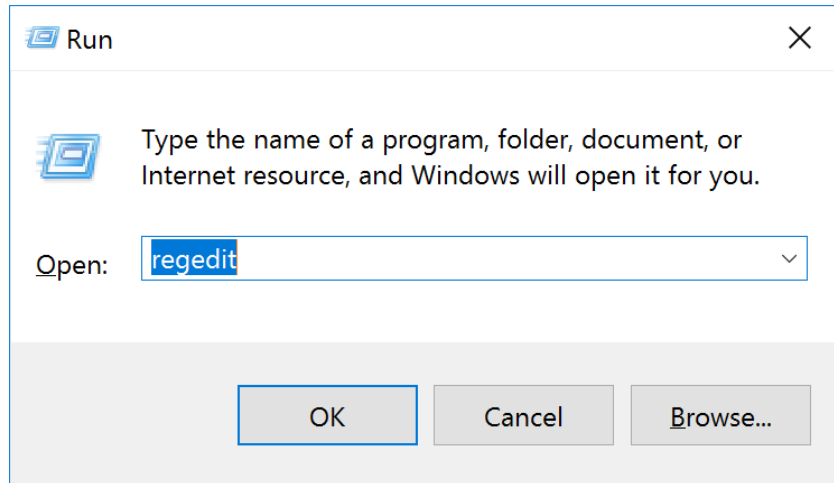 Run
Type the name of a program, folder, document, or
Internet resource, and Windows will open it for you.
Open: regedit
OK Cancel Browse...